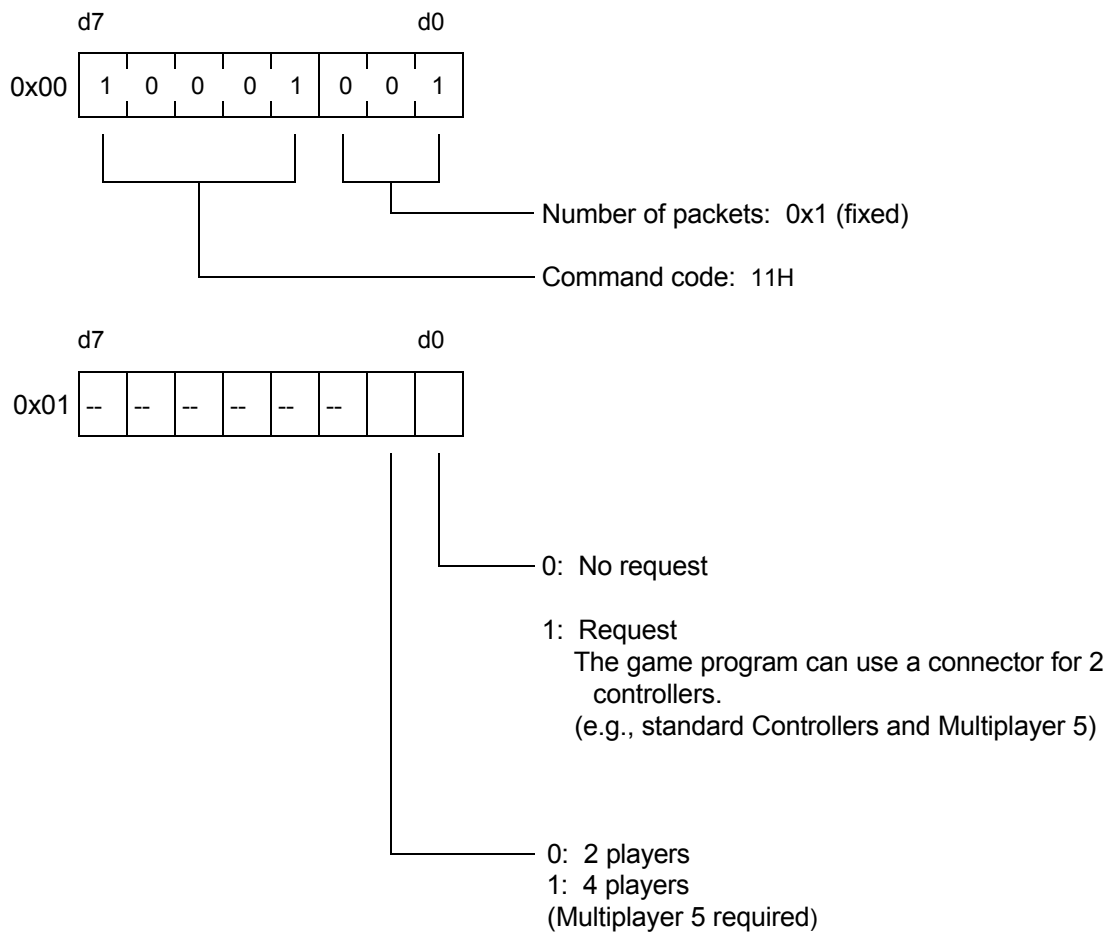 d7 d0
0x00 1 0 0 0 1 0 0 1
Number of packets: 0x1 (fixed)
Command code: 11H
d7 d0
0x01 -- -- -- -- -- --
0: No request
1: Request
The game program can use a connector for 2
controllers.
(e.g., standard Controllers and Multiplayer 5)
0: 2 players
1: 4 players
(Multiplayer 5 required)